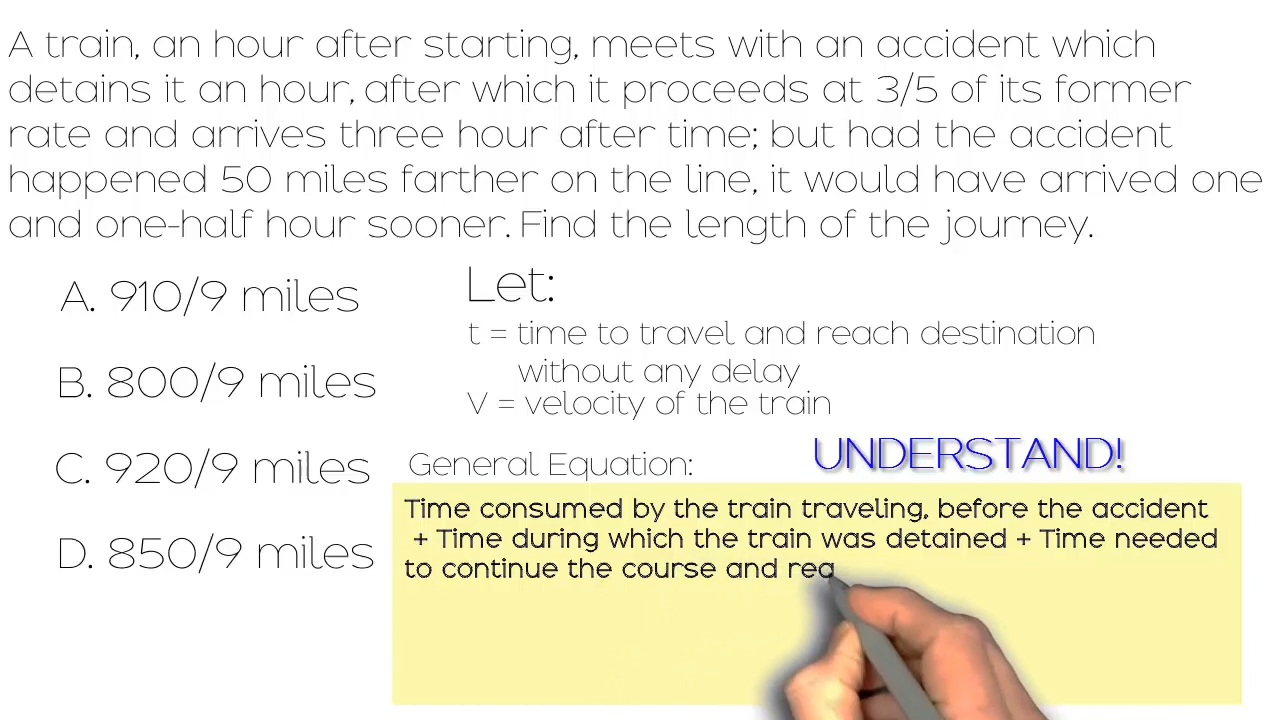 A train, an hour after starting, meets with an accident which
detains it an hour, after which it proceeds at 3/5 of its former
rate and arrives three hour after time; but had the accident
happened 50 miles farther on the line, it would have arrived one
and one-half hour sooner. Find the length of the journey.
A. 910/9 miles
B. 800/9 miles
C. 920/9 miles
D. 850/9 miles
Let:
t = time to travel and reach destination
without any delay
V = velocity of the train
General Equation:
UNDERSTAND!
Time consumed by the train traveling, before the accident
+ Time during which the train was detained + Time needed
to continue the course and rea